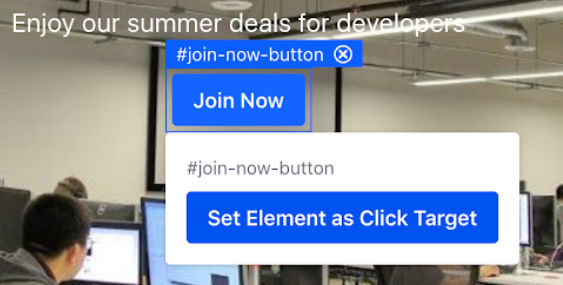 Enjoy our summer deals for developers
#join-now-button
Join Now
#join-now-button
Set Element as Click Target